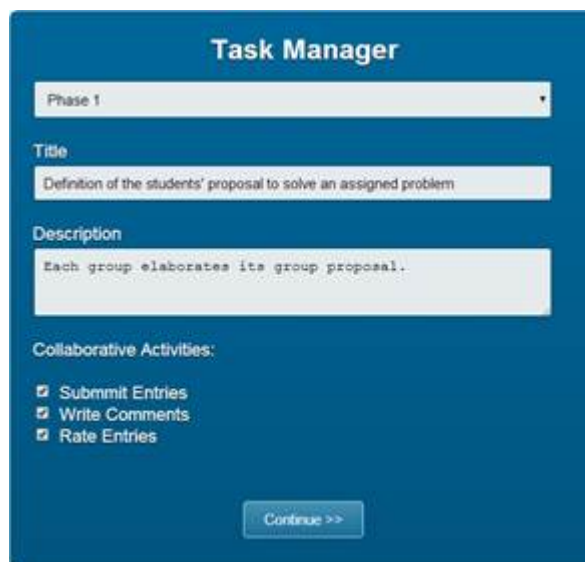 Task Manager
Phase 1
Title
Definition of the students' proposal to solve an assigned problem
Description
Each group elaborates its group proposal.
Collaborative Activities:
Submmit Entries
Write Comments
Rate Entries
Continue >>